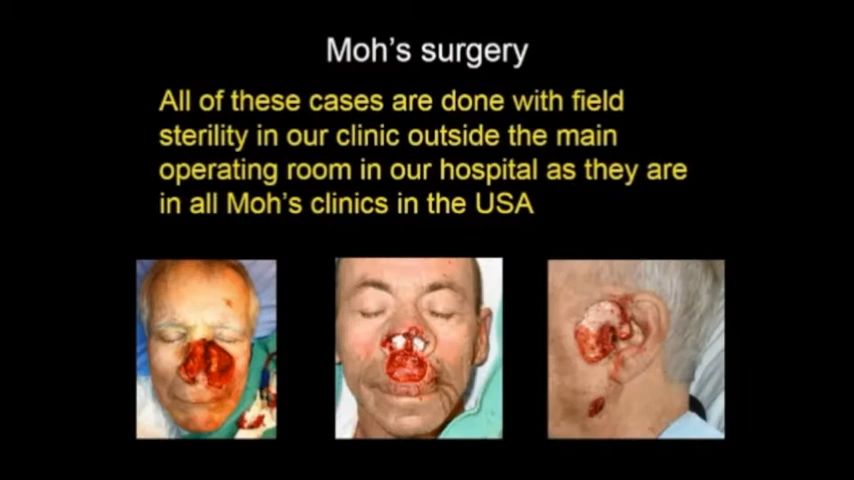 Moh's surgery
All of these cases are done with field
sterility in our clinic outside the main
operating room in our hospital as they are
in all Moh's clinics in the USA